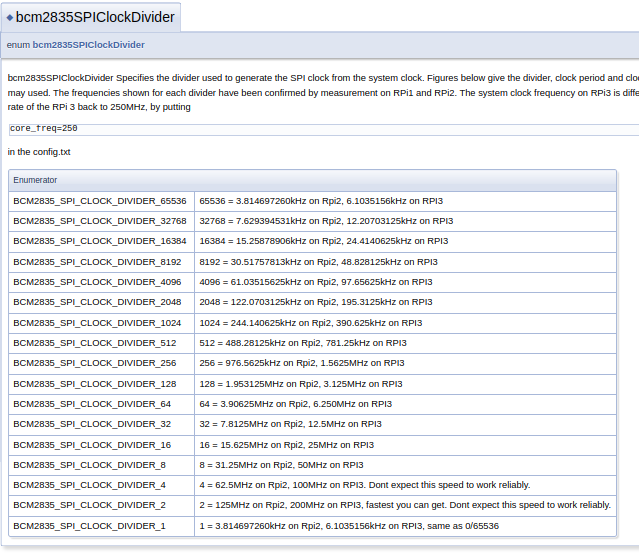 bcm2835SPIClockDivider
enum bcm2835SPIClockDivider
bcm2835SPIClockDivider Specifies the divider used to generate the SPI clock from the system clock. Figures below give the divider, clock period and
may used. The frequencies shown for each divider have been confirmed by measurement on RPi1 and RPi2. The system clock frequency on RPi3 is
rate of the RPi 3 back to 250MHz, by putting
core_freq=250
in the config.txt
Enumerator
BCM2835_SPI_CLOCK_DIVIDER_65536 65536 = 3.814697260kHz on Rpi2, 6.1035156kHz on RPI3
BCM2835_SPI_CLOCK_DIVIDER_32768 32768 = 7.629394531kHz on Rpi2, 12.20703125kHz on RPI3
BCM2835_SPI_CLOCK_DIVIDER_16384 16384 = 15.25878906kHz on Rpi2, 24.4140625kHz on RPI3
BCM2835_SPI_CLOCK_DIVIDER_8192 8192 = 30.51757813kHz on Rpi2, 48.828125kHz on RPI3
BCM2835_SPI_CLOCK_DIVIDER_4096 4096 = 61.03515625kHz on Rpi2, 97.65625kHz on RPI3
BCM2835_SPI_CLOCK_DIVIDER_2048 2048 = 122.0703125kHz on Rpi2, 195.3125kHz on RPI3
BCM2835_SPI_CLOCK_DIVIDER_1024 1024 = 244.140625kHz on Rpi2, 390.625kHz on RPI3
BCM2835_SPI_CLOCK_DIVIDER_512 512 = 488.28125kHz on Rpi2, 781.25kHz on RPI3
BCM2835_SPI_CLOCK_DIVIDER_256 256 = 976.5625kHz on Rpi2, 1.5625MHz on RPI3
BCM2835_SPI_CLOCK_DIVIDER_128 128 = 1.953125MHz on Rpi2, 3.125MHz on RPI3
BCM2835_SPI_CLOCK_DIVIDER_64 64 = 3.90625MHz on Rpi2, 6.250MHz on RPI3
BCM2835_SPI_CLOCK_DIVIDER_32 32 = 7.8125MHz on Rpi2, 12.5MHz on RPI3
BCM2835_SPI_CLOCK_DIVIDER_16 16 = 15.625MHz on Rpi2, 25MHz on RPI3
BCM2835_SPI_CLOCK_DIVIDER_8 8 = 31.25MHz on Rpi2, 50MHz on RPI3
BCM2835_SPI_CLOCK_DIVIDER_4 4 = 62.5MHz on Rpi2, 100MHz on RPI3. Dont expect this speed to work reliably.
BCM2835_SPI_CLOCK_DIVIDER_2 2 = 125MHz on Rpi2, 200MHz on RPI3, fastest you can get. Dont expect this speed to work reliably.
BCM2835_SPI_CLOCK_DIVIDER_1 1 = 3.814697260kHz on Rpi2, 6.1035156kHz on RPI3, same as 0/65536